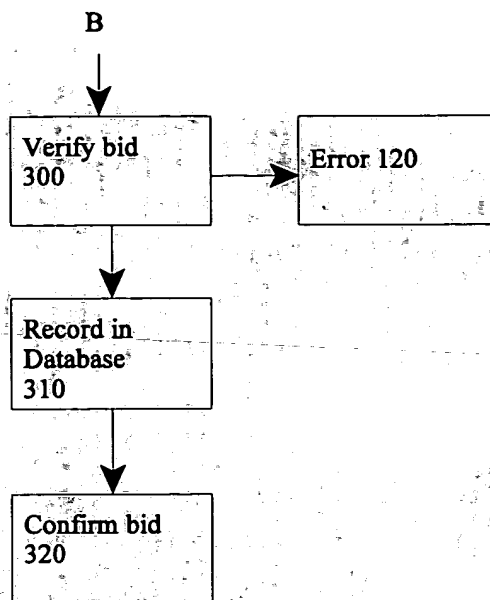 B
Verify bid
300
Error 120
Record in
Database
310
Confirm bid
320